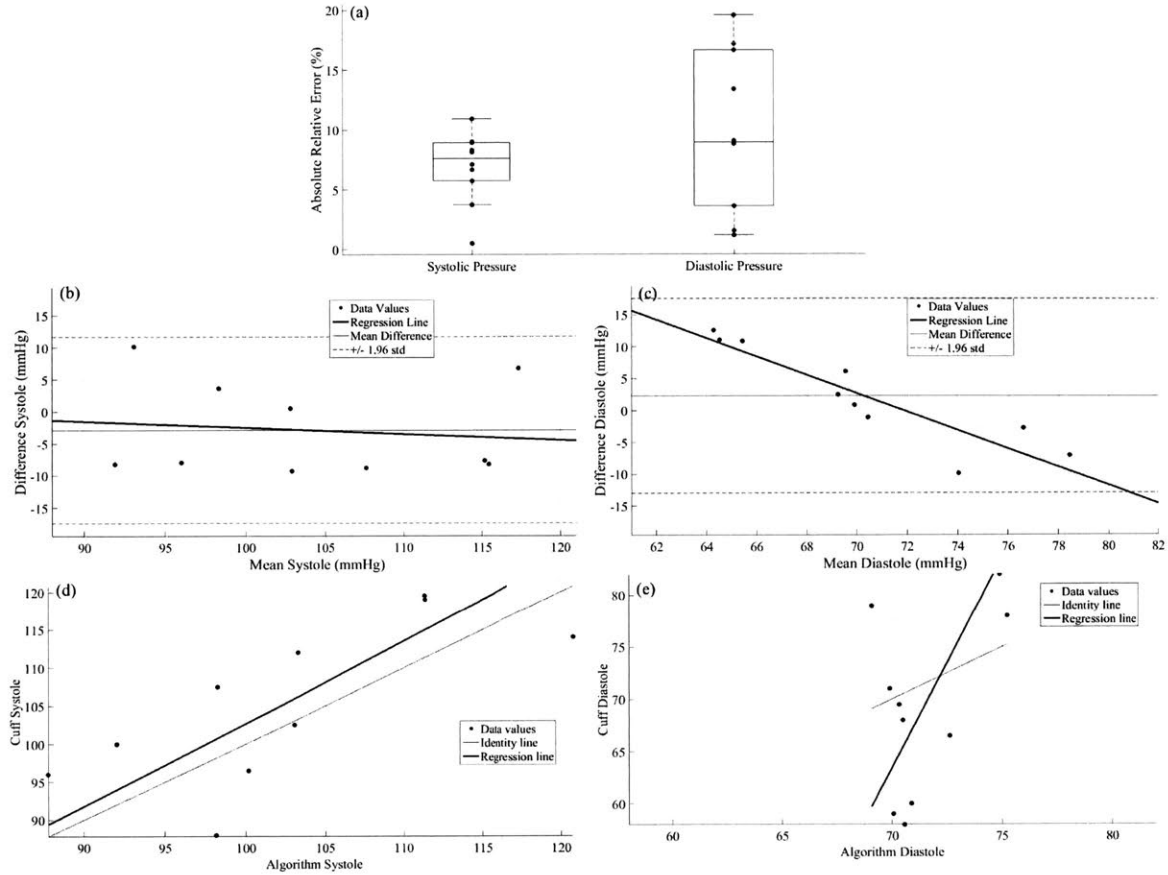 (a)
Absolute Relative Error (%)
20
15
10
5
0
Systolic Pressure
Diastolic Pressure
(b)
Difference Systole (mmHg)
15
10
5
0
-5
-10
-15
90
95
100
105
110
115
120
Mean Systole (mmHg)
Data Values
Regression Line
Mean Difference
+/- 1.96 std
(c)
Difference Diastole (mmHg)
15
10
5
0
-5
-10
-15
62
64
66
68
70
72
74
76
78
80
82
Mean Diastole (mmHg)
Data Values
Regression Line
Mean Difference
+/- 1.96 std
(d)
Cuff Systole
120
115
110
105
100
95
90
90
95
100
105
110
115
120
Algorithm Systole
Data values
Identity line
Regression line
(e)
Cuff Diastole
80
75
70
65
60
60
65
70
75
80
Algorithm Diastole
Data values
Identity line
Regression line